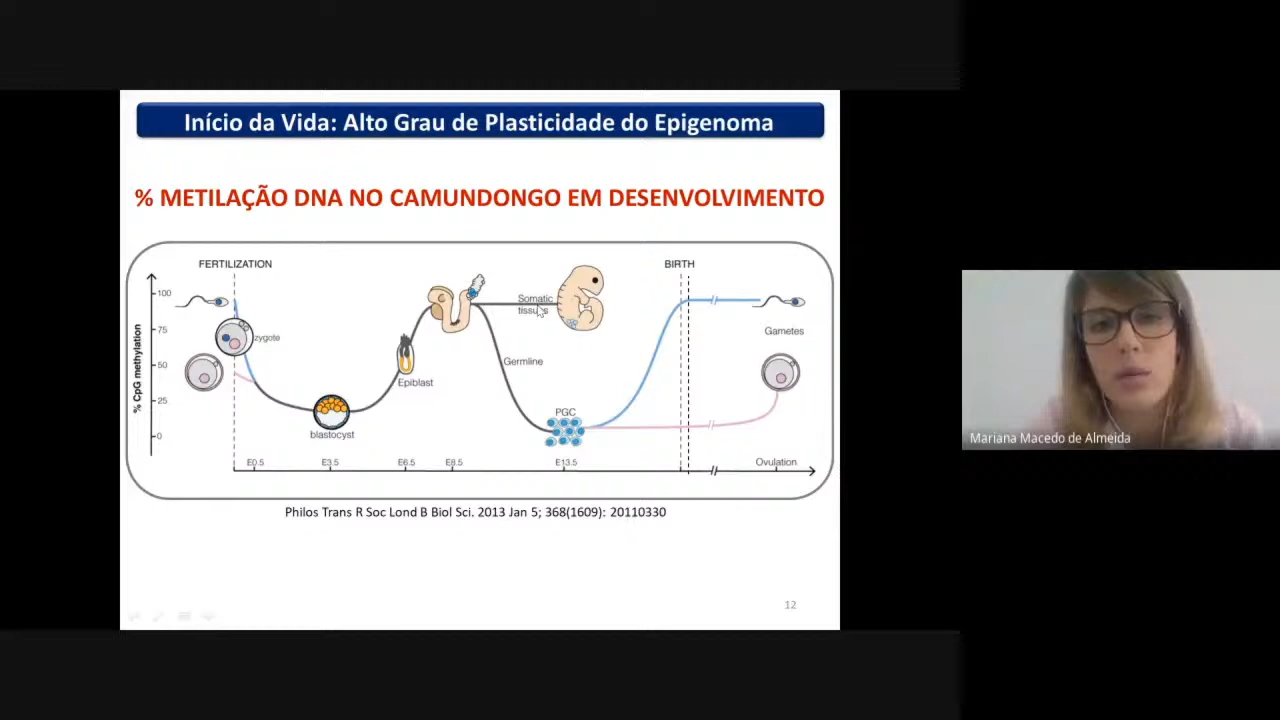 Início da Vida: Alto Grau de Plasticidade do Epigenoma
% METILAÇÃO DNA NO CAMUNDONGO EM DESENVOLVIMENTO
FERTILIZATION
BIRTH
% CpG methylation
100
75
50
25
0
zygote
blastocyst
Epiblast
Somatic
tissues
Germline
PGC
Gametes
E0.5
E3.5
E6.5
E8.5
E13.5
Ovulation
Philos Trans R Soc Lond B Biol Sci. 2013 Jan 5; 368(1609): 20110330
12
Mariana Macedo de Almeida